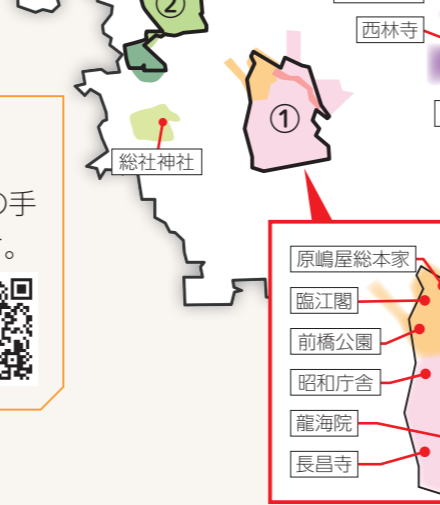 ②
西林寺
①
総社神社
の手
。
原嶋屋総本家
臨江閣
前橋公園
昭和庁舎
龍海院
長昌寺